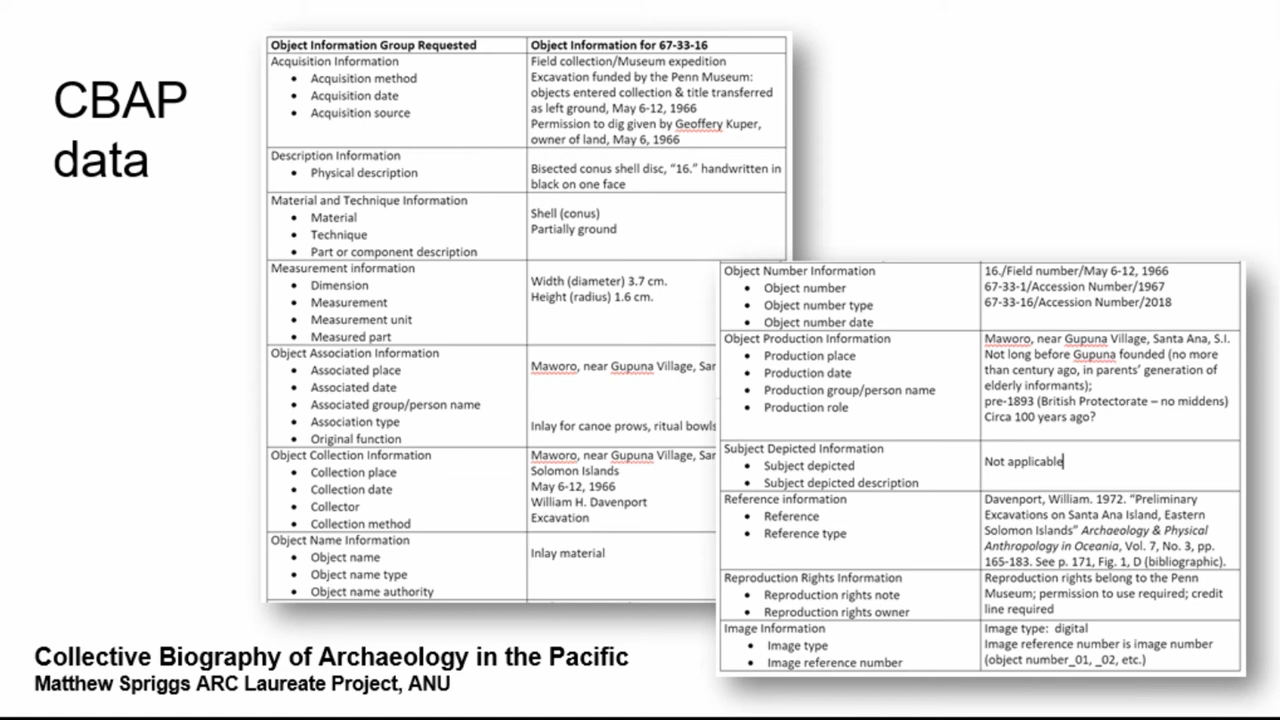 CBAP
data
Object Information Group Requested
Object Information for 67-33-16
Acquisition Information
• Acquisition method
• Acquisition date
• Acquisition source
Field collection/Museum expedition
Excavation funded by the Penn Museum:
objects entered collection & title transferred
as left ground, May 6-12, 1966
Permission to dig given by Geoffery Kuper,
owner of land, May 6, 1966
Description Information
• Physical description
Bisected conus shell disc, “16.” handwritten in
black on one face
Material and Technique Information
• Material
• Technique
• Part or component description
Shell (conus)
Partially ground
Measurement information
• Dimension
• Measurement
• Measurement unit
• Measured part
Width (diameter) 3.7 cm.
Height (radius) 1.6 cm.
Object Association Information
• Associated place
• Associated date
• Associated group/person name
• Association type
• Original function
Maworo, near Gupuna Village, Sar
Inlay for canoe prows, ritual bowls
Object Collection Information
• Collection place
• Collection date
• Collector
• Collection method
Maworo, near Gupuna Village, Sar
Solomon Islands
May 6-12, 1966
William H. Davenport
Excavation
Object Name Information
• Object name
• Object name type
• Object name authority
Inlay material
Object Number Information
• Object number
• Object number type
• Object number date
16./Field number/May 6-12, 1966
67-33-1/Accession Number/1967
67-33-16/Accession Number/2018
Object Production Information
• Production place
• Production date
• Production group/person name
• Production role
Maworo, near Gupuna Village, Santa Ana, S.I.
Not long before Gupuna founded (no more
than century ago, in parents’ generation of
elderly informants);
pre-1893 (British Protectorate – no middens)
Circa 100 years ago?
Subject Depicted Information
• Subject depicted
• Subject depicted description
Not applicable
Reference information
• Reference
• Reference type
Davenport, William. 1972. “Preliminary
Excavations on Santa Ana Island, Eastern
Solomon Islands” Archaeology & Physical
Anthropology in Oceania, Vol. 7, No. 3, pp.
165-183. See p. 171, Fig. 1, D (bibliographic).
Reproduction Rights Information
• Reproduction rights note
• Reproduction rights owner
Reproduction rights belong to the Penn
Museum; permission to use required; credit
line required
Image Information
• Image type
• Image reference number
Image type: digital
Image reference number is image number
(object number_01, _02, etc.)
Collective Biography of Archaeology in the Pacific
Matthew Spriggs ARC Laureate Project, ANU